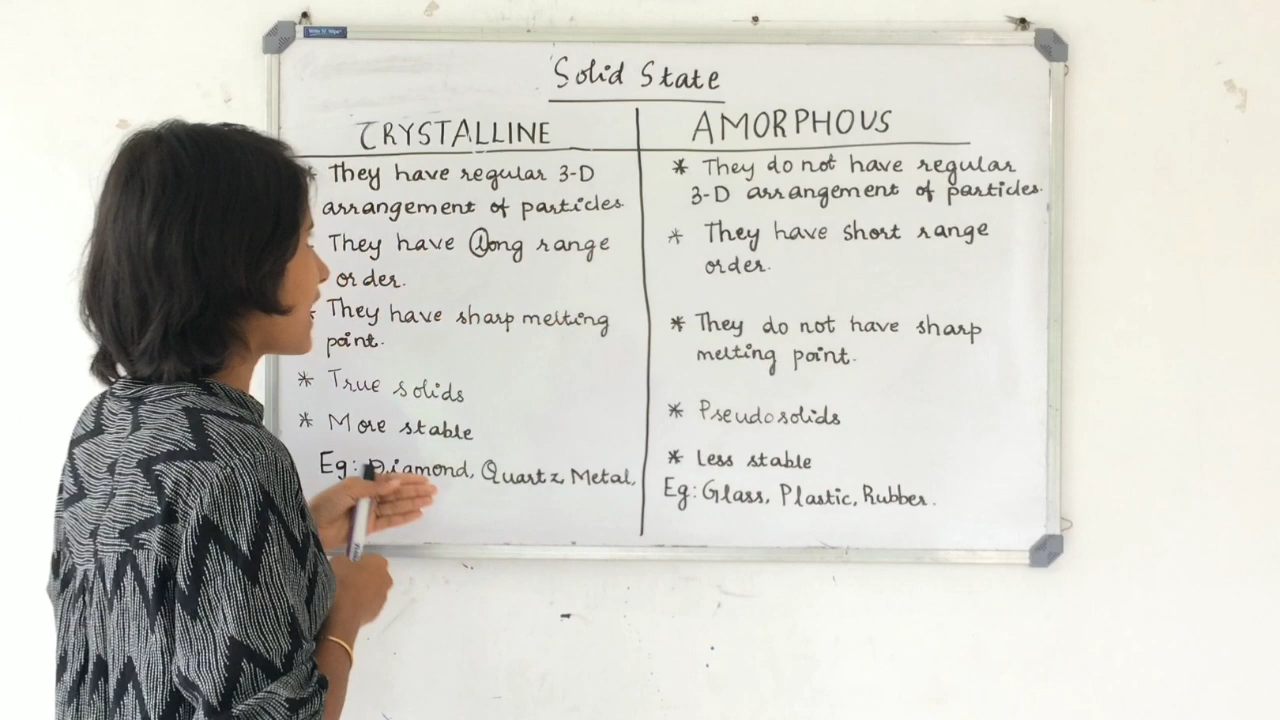 Solid State
CRYSTALLINE
* They have regular 3-D
arrangement of particles.
They have long range
order.
* They have sharp melting
point.
* True solids
* More stable
Eg: Diamond, Quartz, Metal,
AMORPHOUS
* They do not have regular
3-D arrangement of particles.
* They have short range
order.
* They do not have sharp
melting point.
* Pseudosolids
* less stable
Eg: Glass, Plastic, Rubber.